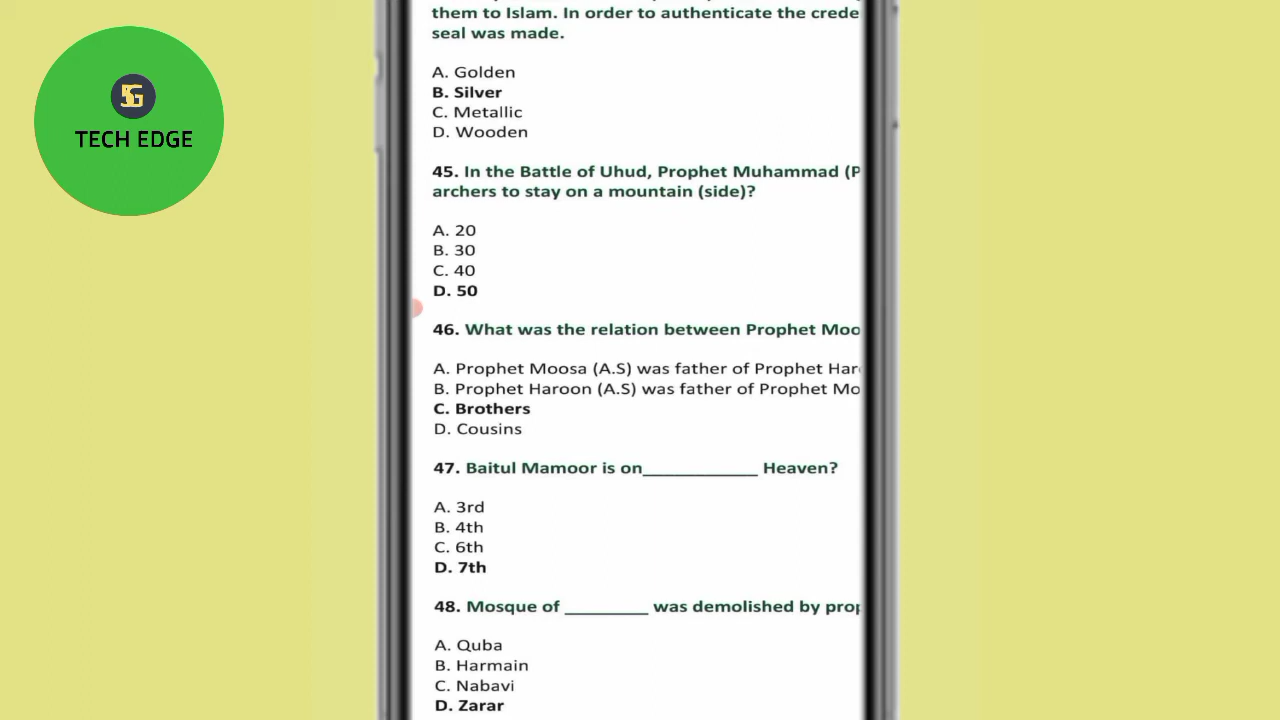 5G
TECH EDGE
them to Islam. In order to authenticate the crede
seal was made.
A. Golden
B. Silver
C. Metallic
D. Wooden
45. In the Battle of Uhud, Prophet Muhammad (P
archers to stay on a mountain (side)?
A. 20
B. 30
C. 40
D. 50
46. What was the relation between Prophet Moo
A. Prophet Moosa (A.S) was father of Prophet Har
B. Prophet Haroon (A.S) was father of Prophet Mo
C. Brothers
D. Cousins
47. Baitul Mamoor is on___________ Heaven?
A. 3rd
B. 4th
C. 6th
D. 7th
48. Mosque of ________ was demolished by prop
A. Quba
B. Harmain
C. Nabavi
D. Zarar